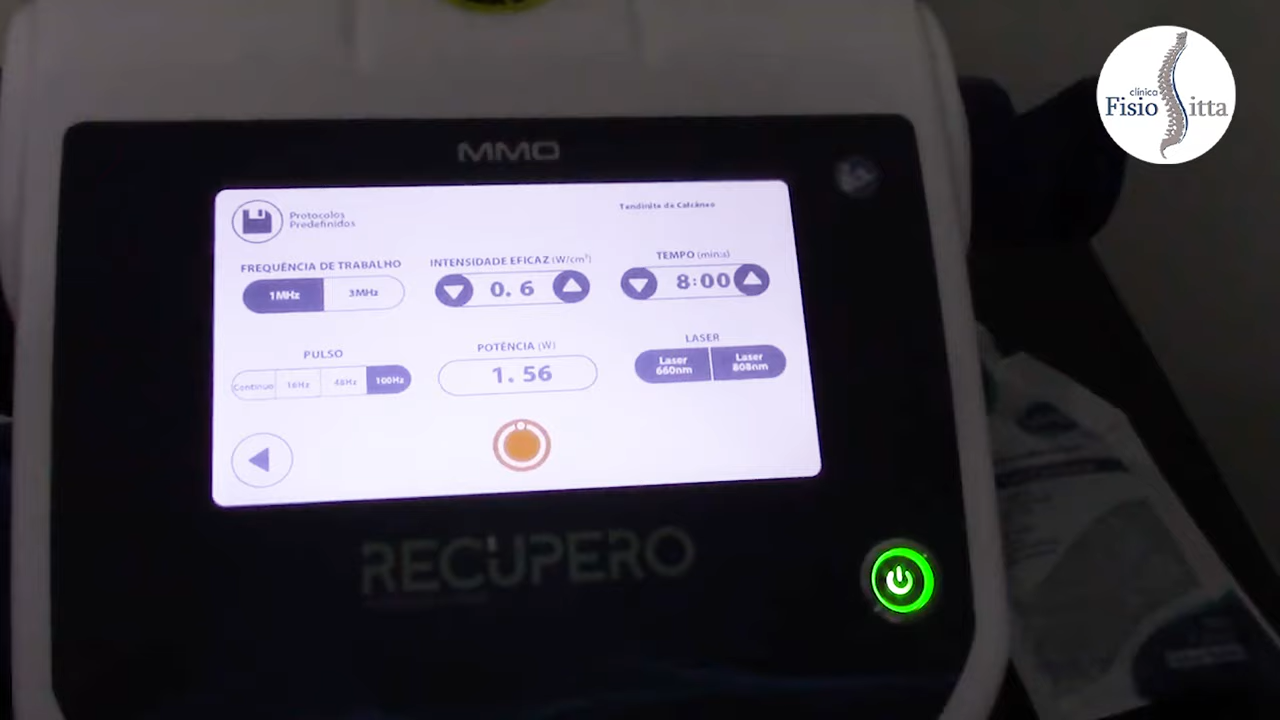 clínica
Fisio Sitta
MMO
Protocolos
Predefinidos
Tendinite de Calcâneo
FREQUÊNCIA DE TRABALHO
1MHz
3MHz
INTENSIDADE EFICAZ (W/cm²)
0.6
TEMPO (min:s)
8:00
PULSO
Contínuo
16Hz
48Hz
100Hz
POTÊNCIA (W)
1.56
LASER
Laser
660nm
Laser
808nm
RECUPERO